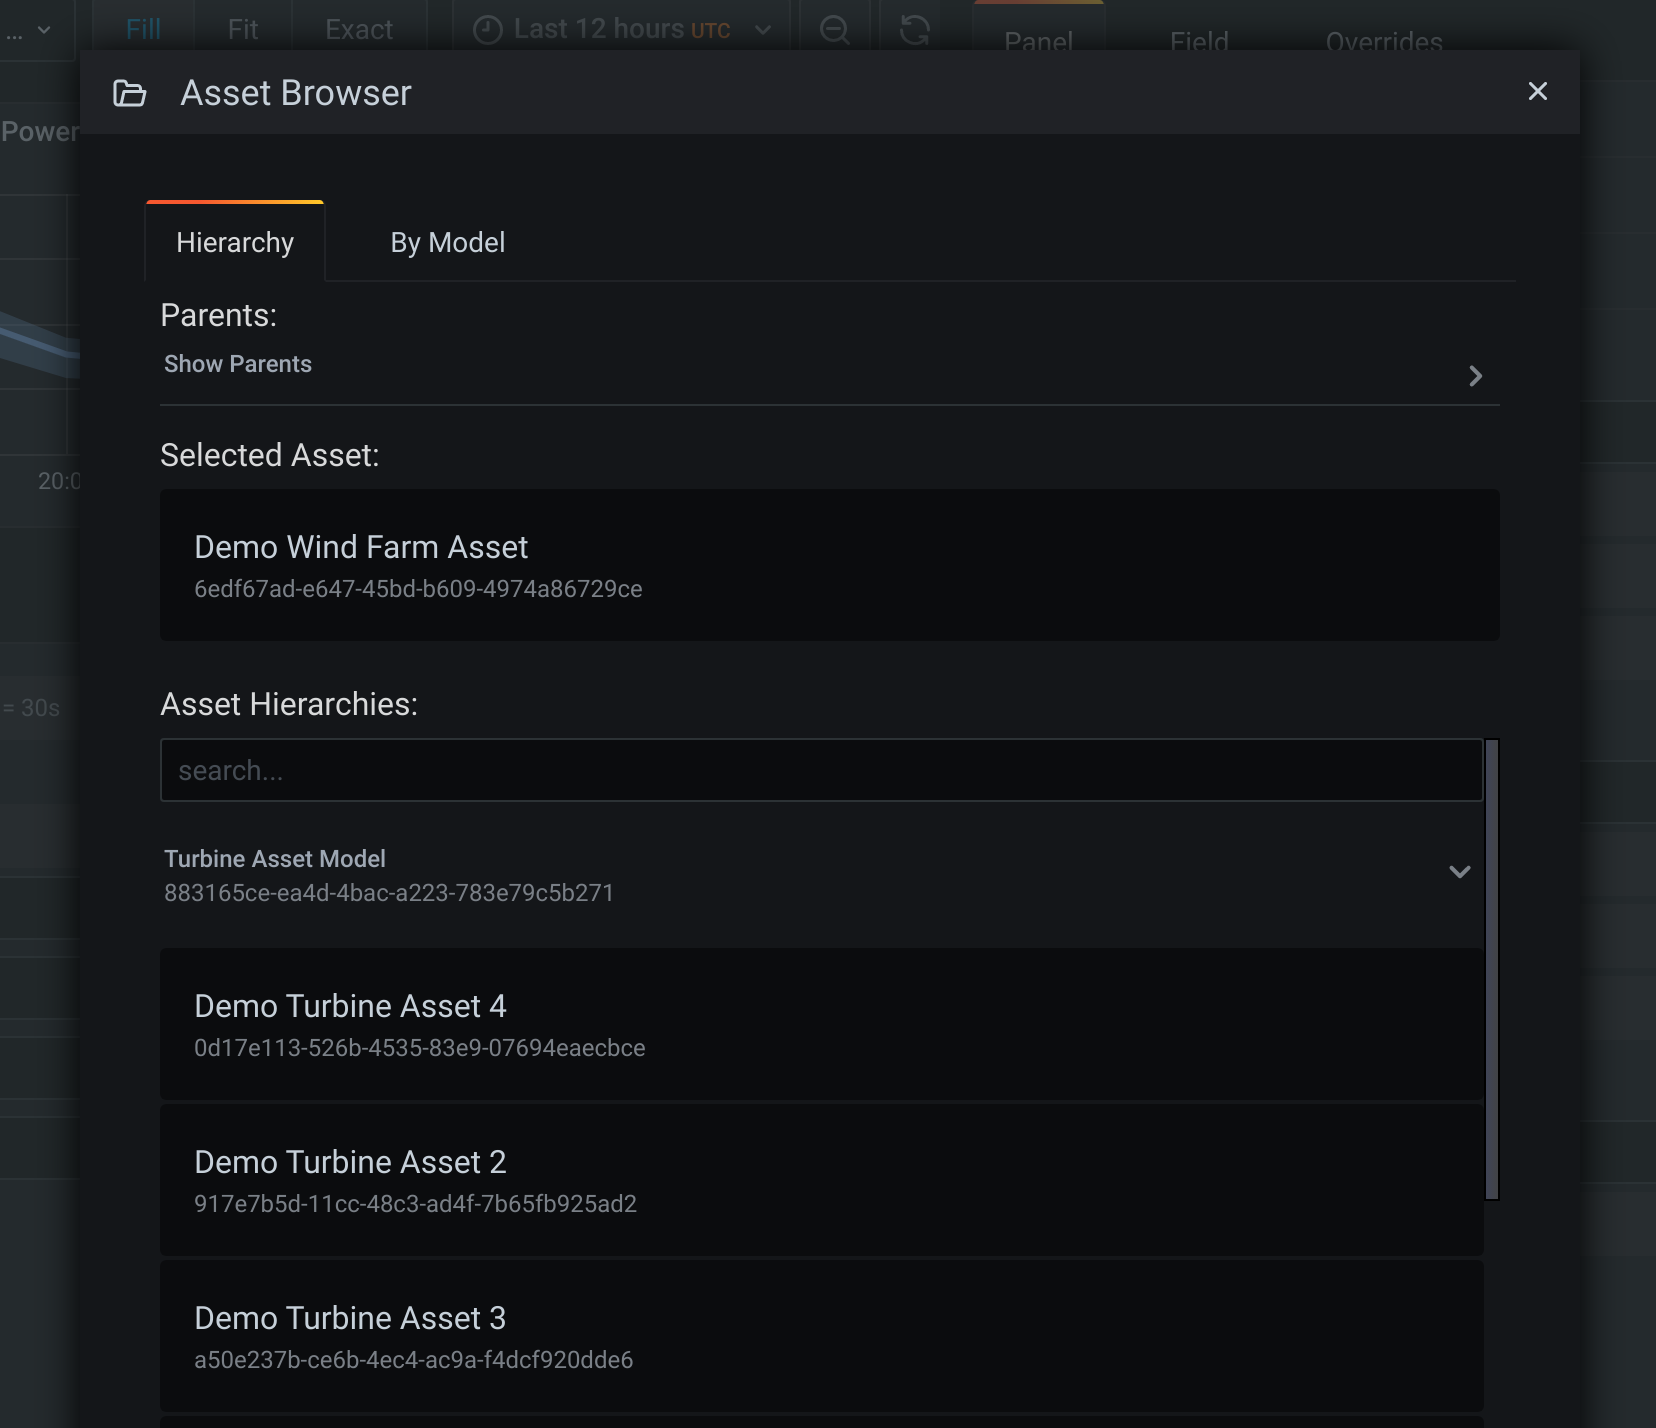 ...
Fill
Fit
Exact
Last 12 hours UTC
Panel
Field
Overrides
Asset Browser
Power
Hierarchy
By Model
Parents:
Show Parents
Selected Asset:
20:0
Demo Wind Farm Asset
6edf67ad-e647-45bd-b609-4974a86729ce
Asset Hierarchies:
= 30s
search...
Turbine Asset Model
883165ce-ea4d-4bac-a223-783e79c5b271
Demo Turbine Asset 4
0d17e113-526b-4535-83e9-07694eaecbce
Demo Turbine Asset 2
917e7b5d-11cc-48c3-ad4f-7b65fb925ad2
Demo Turbine Asset 3
a50e237b-ce6b-4ec4-ac9a-f4dcf920dde6